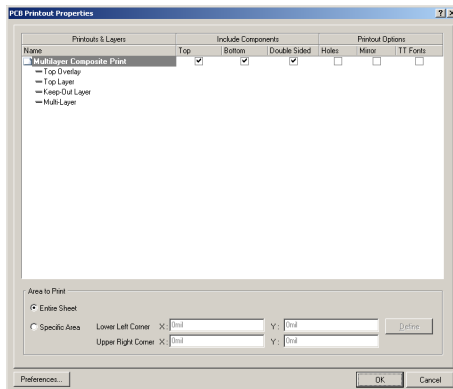 PCB Printout Properties
Printouts & Layers Include Components Printout Options
Name Top Bottom Double Sided Holes Mirror TT Fonts
Multilayer Composite Print
Top Overlay
Top Layer
Keep-Out Layer
Multi-Layer
Area to Print
Entire Sheet
Specific Area Lower Left Corner X : 0mil Y : 0mil Define
Upper Right Corner X : 0mil Y : 0mil
Preferences... OK Cancel